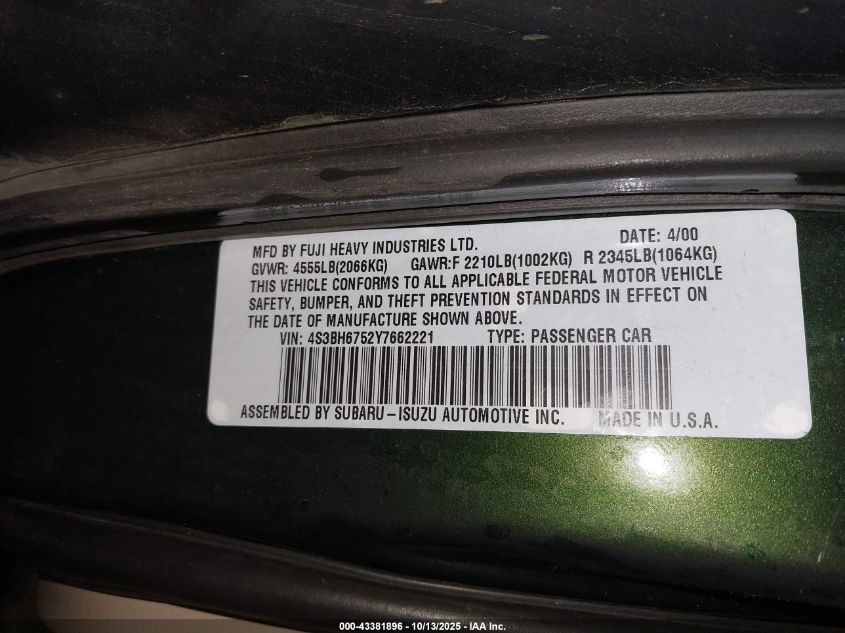 MFD BY FUJI HEAVY INDUSTRIES LTD. DATE: 4/00
GVWR: 4555LB(2066KG) GAWR:F 2210LB(1002KG) R 2345LB(1064KG)
THIS VEHICLE CONFORMS TO ALL APPLICABLE FEDERAL MOTOR VEHICLE
SAFETY, BUMPER, AND THEFT PREVENTION STANDARDS IN EFFECT ON
THE DATE OF MANUFACTURE SHOWN ABOVE.
VIN: 4S3BH6752Y7662221 TYPE: PASSENGER CAR
ASSEMBLED BY SUBARU-ISUZU AUTOMOTIVE INC. MADE IN U.S.A.
000-43381896 - 10/13/2025 - IAA Inc.